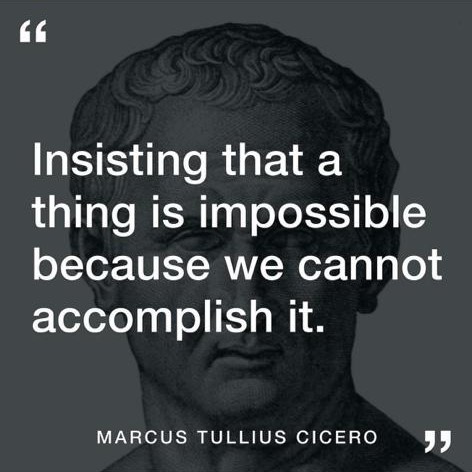 “
Insisting that a
thing is impossible
because we cannot
accomplish it.
MARCUS TULLIUS CICERO
”